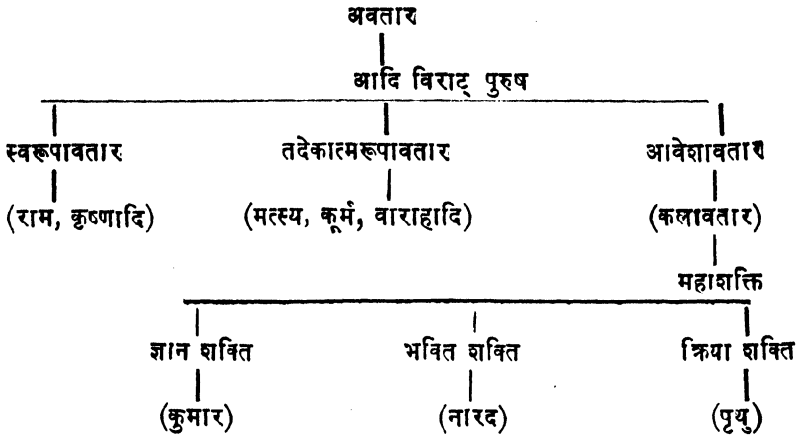 अवतार
आदि विराट् पुरुष
स्वरूपावतार तदेकात्मरूपावतार आवेशावतार
(राम, कृष्णादि) (मत्स्य, कूर्म, वाराहादि) (कलावतार)
महाशक्ति
ज्ञान शक्ति भक्ति शक्ति क्रिया शक्ति
(कुमार) (नारद) (पृथु)